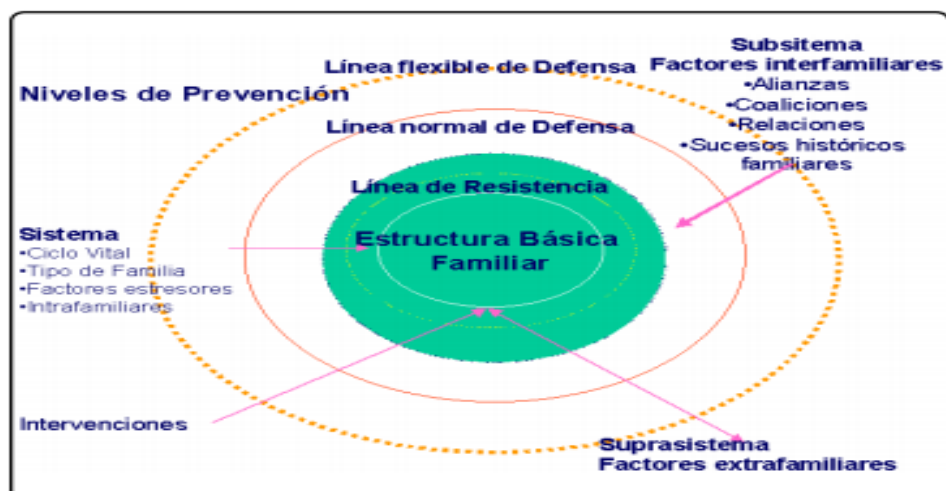 Subsitema
Factores interfamiliares
•Alianzas
•Coaliciones
•Relaciones
•Sucesos históricos
familiares
Línea flexible de Defensa
Niveles de Prevención
Línea normal de Defensa
Línea de Resistencia
Estructura Básica
Familiar
Sistema
•Ciclo Vital
•Tipo de Familia
•Factores estresores
•Intrafamiliares
Intervenciones
Suprasistema
Factores extrafamiliares